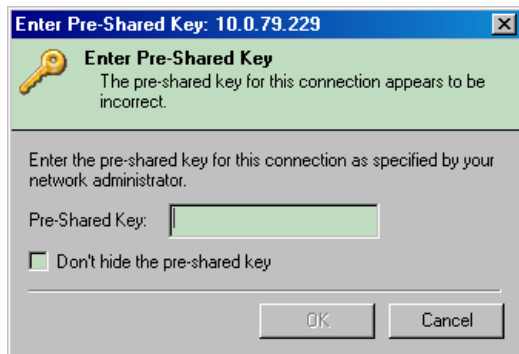 Enter Pre-Shared Key: 10.0.79.229
Enter Pre-Shared Key
The pre-shared key for this connection appears to be
incorrect.
Enter the pre-shared key for this connection as specified by your
network administrator.
Pre-Shared Key:
Don't hide the pre-shared key
OK Cancel